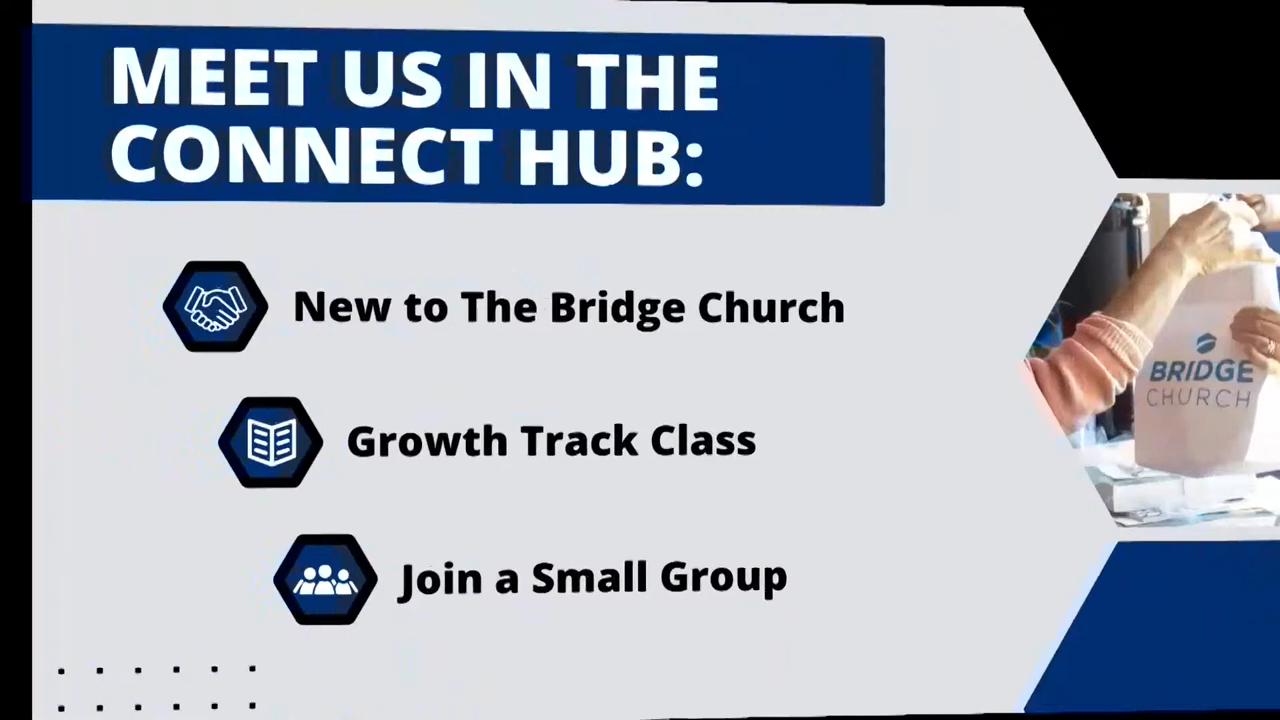 MEET US IN THE
CONNECT HUB:
New to The Bridge Church
Growth Track Class
Join a Small Group
BRIDGE
CHURCH